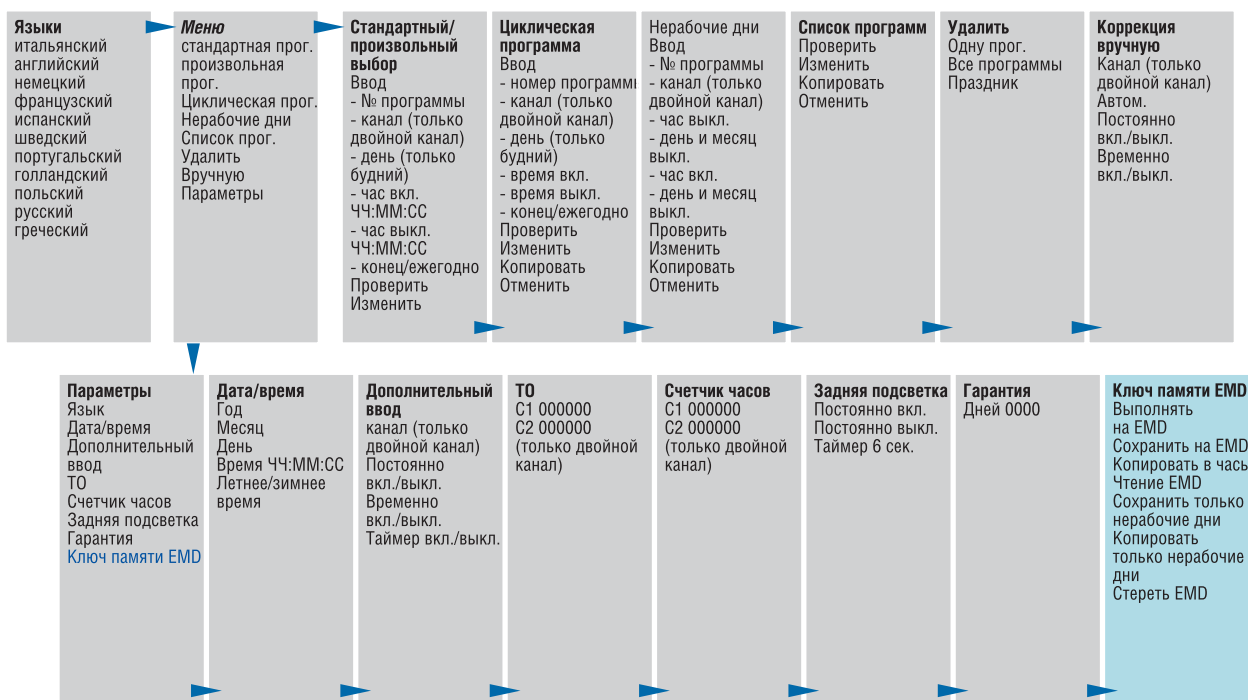 Языки
итальянский
английский
немецкий
французский
испанский
шведский
португальский
голландский
польский
русский
греческий
Меню
стандартная прог.
произвольная
прог.
Циклическая прог.
Нерабочие дни
Список прог.
Удалить
Вручную
Параметры
Стандартный/
произвольный
выбор
Ввод
- № программы
- канал (только
двойной канал)
- день (только
будний)
- час вкл.
ЧЧ:ММ:СС
- час выкл.
ЧЧ:ММ:СС
- конец/ежегодно
Проверить
Изменить
Циклическая
программа
Ввод
- номер программы
- канал (только
двойной канал)
- день (только
будний)
- время вкл.
- время выкл.
- конец/ежегодно
Проверить
Изменить
Копировать
Отменить
Нерабочие дни
Ввод
- № программы
- канал (только
двойной канал)
- час выкл.
- день и месяц
выкл.
- час вкл.
- день и месяц
выкл.
Проверить
Изменить
Копировать
Отменить
Список программ
Проверить
Изменить
Копировать
Отменить
Удалить
Одну прог.
Все программы
Праздник
Коррекция
вручную
Канал (только
двойной канал)
Автом.
Постоянно
вкл./выкл.
Временно
вкл./выкл.
Параметры
Язык
Дата/время
Дополнительный
ввод
ТО
Счетчик часов
Задняя подсветка
Гарантия
Ключ памяти EMD
Дата/время
Год
Месяц
День
Время ЧЧ:ММ:СС
Летнее/зимнее
время
Дополнительный
ввод
канал (только
двойной канал)
Постоянно
вкл./выкл.
Временно
вкл./выкл.
Таймер вкл./выкл.
ТО
C1 000000
C2 000000
(только двойной
канал)
Счетчик часов
C1 000000
C2 000000
(только двойной
канал)
Задняя подсветка
Постоянно вкл.
Постоянно выкл.
Таймер 6 сек.
Гарантия
Дней 0000
Ключ памяти EMD
Выполнять
на EMD
Сохранить на EMD
Копировать в часы
Чтение EMD
Сохранить только
нерабочие дни
Копировать
только нерабочие
дни
Стереть EMD